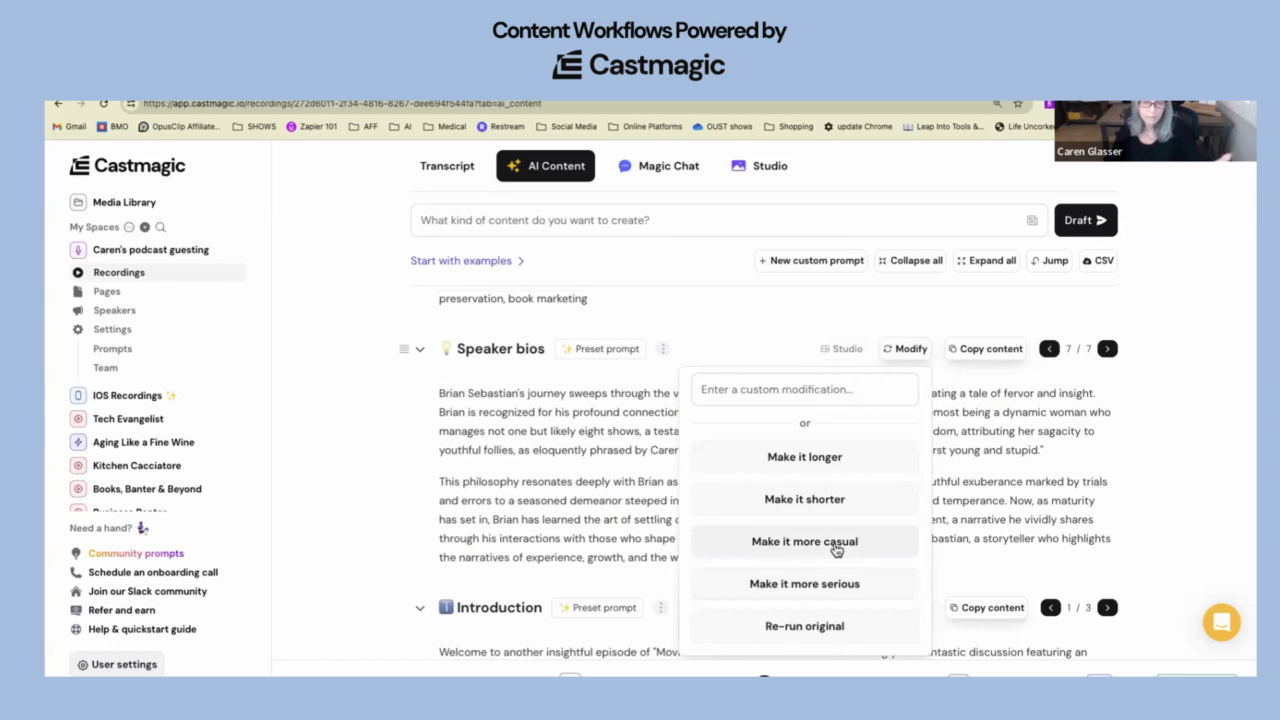 Content Workflows Powered by
Castmagic
https://app.castmagic.io/recordings/272d6011-2f34-4816-8267-dee694f544fa?tab=ai_content
Gmail BMO OpusClip Affiliate... SHOWS Zapier 101 AFF AI Medical Restream Social Media Online Platforms OUST shows Shopping update Chrome Leap Into Tools &... Life Uncorke
Caren Glasser
Castmagic
Transcript AI Content Magic Chat Studio
Media Library
My Spaces
Caren's podcast guesting
Recordings
Pages
Speakers
Settings
Prompts
Team
IOS Recordings
Tech Evangelist
Aging Like a Fine Wine
Kitchen Cacciatore
Books, Banter & Beyond
Need a hand?
Community prompts
Schedule an onboarding call
Join our Slack community
Refer and earn
Help & quickstart guide
User settings
What kind of content do you want to create? Draft
Start with examples + New custom prompt Collapse all Expand all Jump CSV
preservation, book marketing
Speaker bios Preset prompt Studio Modify Copy content 7 / 7
Brian Sebastian's journey sweeps through the v ating a tale of fervor and insight.
Brian is recognized for his profound connection emost being a dynamic woman who
manages not one but likely eight shows, a testa dom, attributing her sagacity to
youthful follies, as eloquently phrased by Carer rst young and stupid."
This philosophy resonates deeply with Brian as uthful exuberance marked by trials
and errors to a seasoned demeanor steeped in d temperance. Now, as maturity
has set in, Brian has learned the art of settling c ent, a narrative he vividly shares
through his interactions with those who shape bastian, a storyteller who highlights
the narratives of experience, growth, and the w
Enter a custom modification...
or
Make it longer
Make it shorter
Make it more casual
Make it more serious
Re-run original
Introduction Preset prompt Copy content 1 / 3
Welcome to another insightful episode of "Movi antastic discussion featuring an